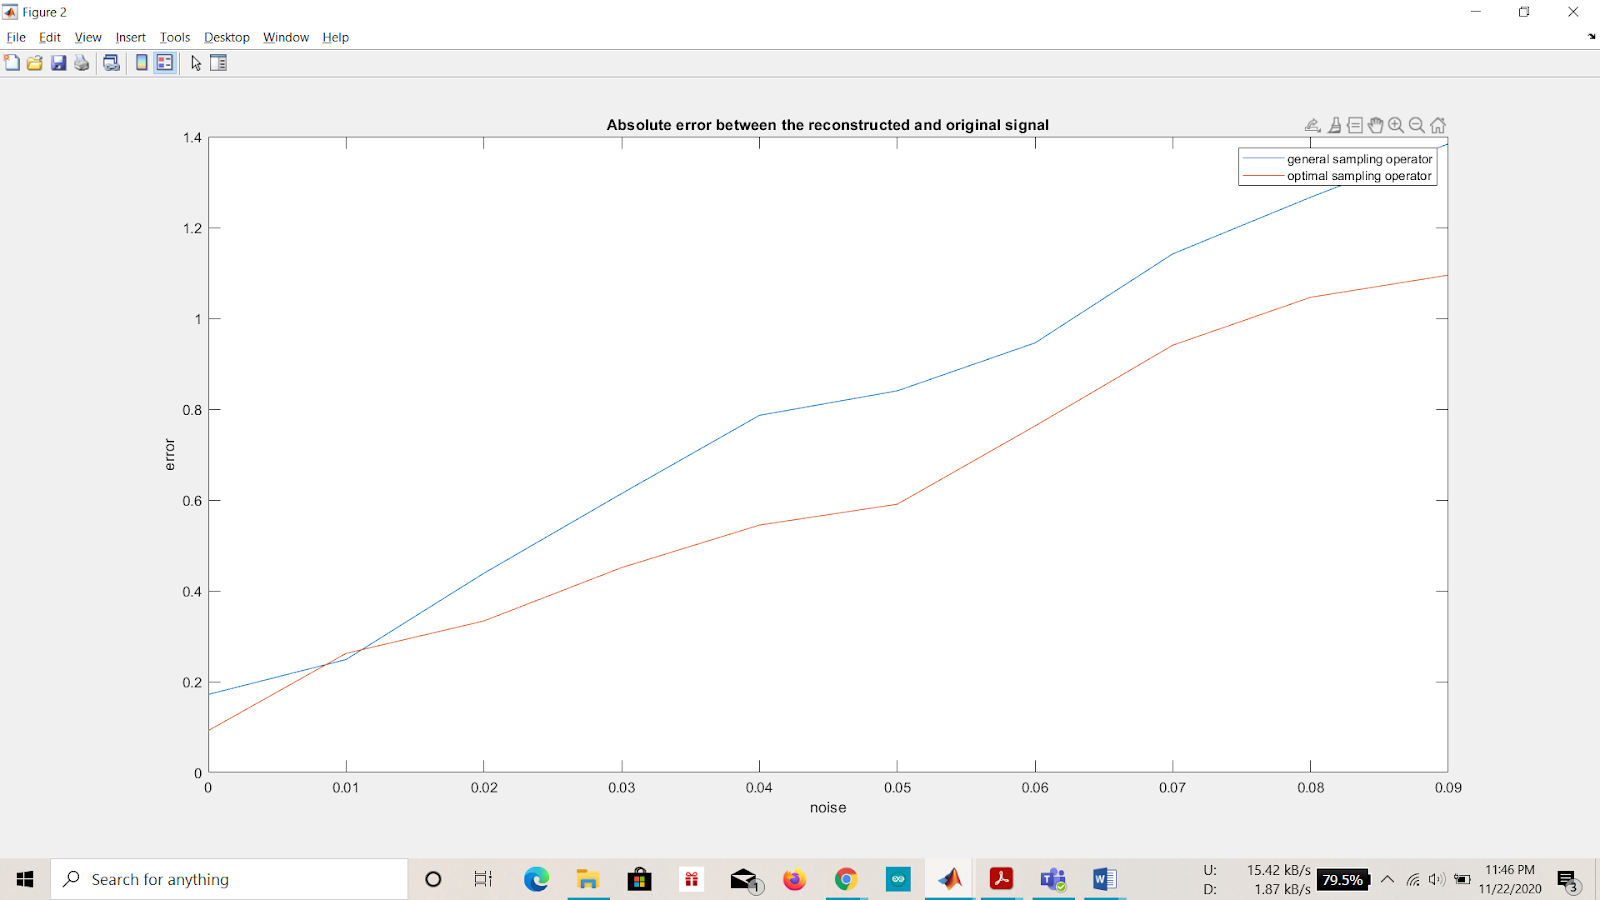 Figure 2
File Edit View Insert Tools Desktop Window Help
Absolute error between the reconstructed and original signal
general sampling operator
optimal sampling operator
1.4
1.2
1
0.8
0.6
0.4
0.2
0
error
0 0.01 0.02 0.03 0.04 0.05 0.06 0.07 0.08 0.09
noise
Search for anything
1
W
U: 15.42 kB/s
D: 1.87 kB/s
79.5%
11:46 PM
11/22/2020
3